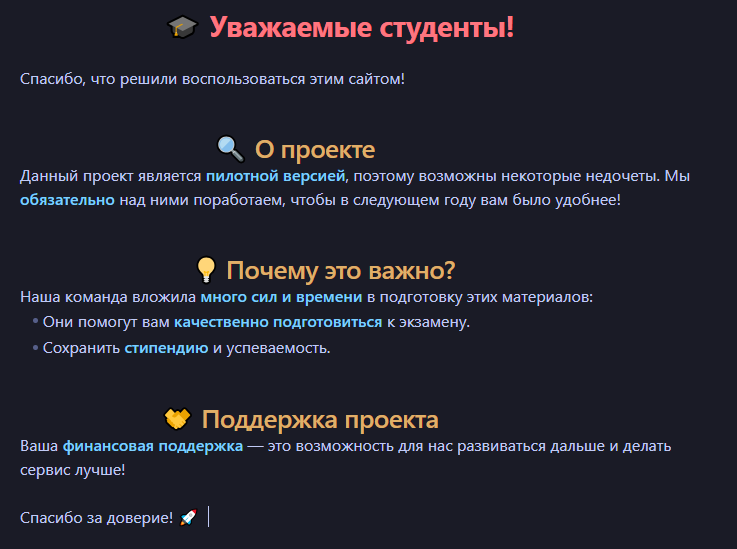 🎓 Уважаемые студенты!
Спасибо, что решили воспользоваться этим сайтом!
🔍 О проекте
Данный проект является пилотной версией, поэтому возможны некоторые недочеты. Мы
обязательно над ними поработаем, чтобы в следующем году вам было удобнее!
💡 Почему это важно?
Наша команда вложила много сил и времени в подготовку этих материалов:
• Они помогут вам качественно подготовиться к экзамену.
• Сохранить стипендию и успеваемость.
🤝 Поддержка проекта
Ваша финансовая поддержка — это возможность для нас развиваться дальше и делать
сервис лучше!
Спасибо за доверие! 🚀